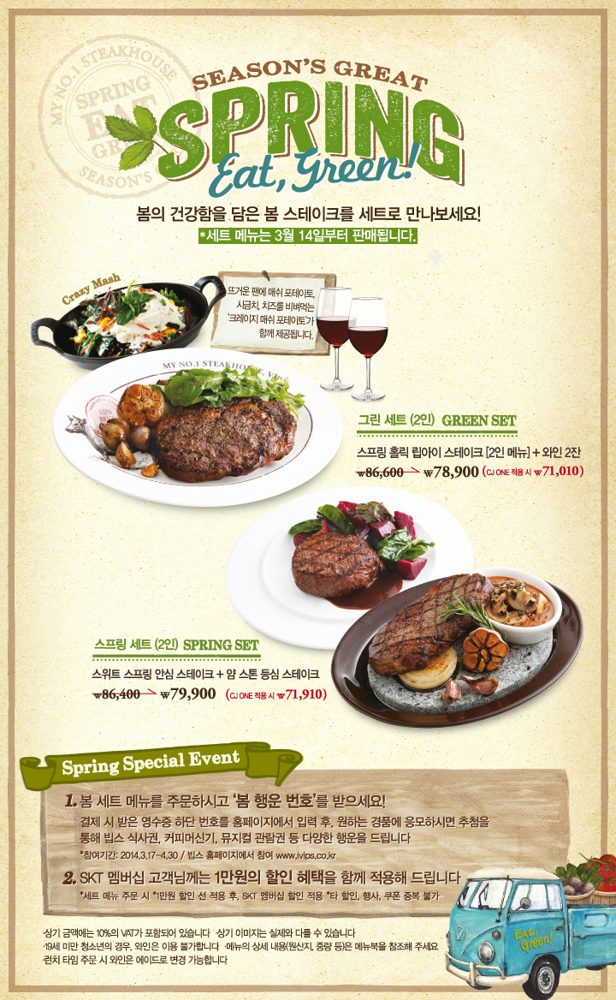 MY NO.1 STEAKHOUSE
SPRING
EAT
GREEN
SEASON'S
SEASON'S GREAT
SPRING
Eat, Green!
봄의 건강함을 담은 봄 스테이크를 세트로 만나보세요!
*세트 메뉴는 3월 14일부터 판매됩니다.
Crazy Mash
뜨거운 팬에 매쉬 포테이토,
시금치, 치즈를 비벼먹는
'크레이지 매쉬 포테이토'가
함께 제공됩니다.
MY NO.1 STEAKHOUSE, VIPS
VIPS
그린 세트 (2인) GREEN SET
스프링 홀릭 립아이 스테이크 [2인 메뉴] + 와인 2잔
₩86,600 → ₩78,900 (CJ ONE 적용 시 ₩71,010)
스프링 세트 (2인) SPRING SET
스위트 스프링 안심 스테이크 + 얌 스톤 등심 스테이크
₩86,400 → ₩79,900 (CJ ONE 적용 시 ₩71,910)
Spring Special Event
1. 봄 세트 메뉴를 주문하시고 '봄 행운 번호'를 받으세요!
결제 시 받은 영수증 하단 번호를 홈페이지에서 입력 후, 원하는 경품에 응모하시면 추첨을
통해 빕스 식사권, 커피머신기, 뮤지컬 관람권 등 다양한 행운을 드립니다
*참여기간: 2014.3.17-4.30 / 빕스 홈페이지에서 참여 www.ivips.co.kr
2. SKT 멤버십 고객님께는 1만원의 할인 혜택을 함께 적용해 드립니다
*세트 메뉴 주문 시 *1만원 할인 선 적용 후, SKT 멤버십 할인 적용 *타 할인, 행사, 쿠폰 중복 불가
·상기 금액에는 10%의 VAT가 포함되어 있습니다 ·상기 이미지는 실제와 다를 수 있습니다
·19세 미만 청소년의 경우, 와인은 이용 불가합니다 ·메뉴의 상세 내용(원산지, 중량 등)은 메뉴북을 참조해 주세요
·런치 타임 주문 시 와인은 에이드로 변경 가능합니다
Eat,
Green!